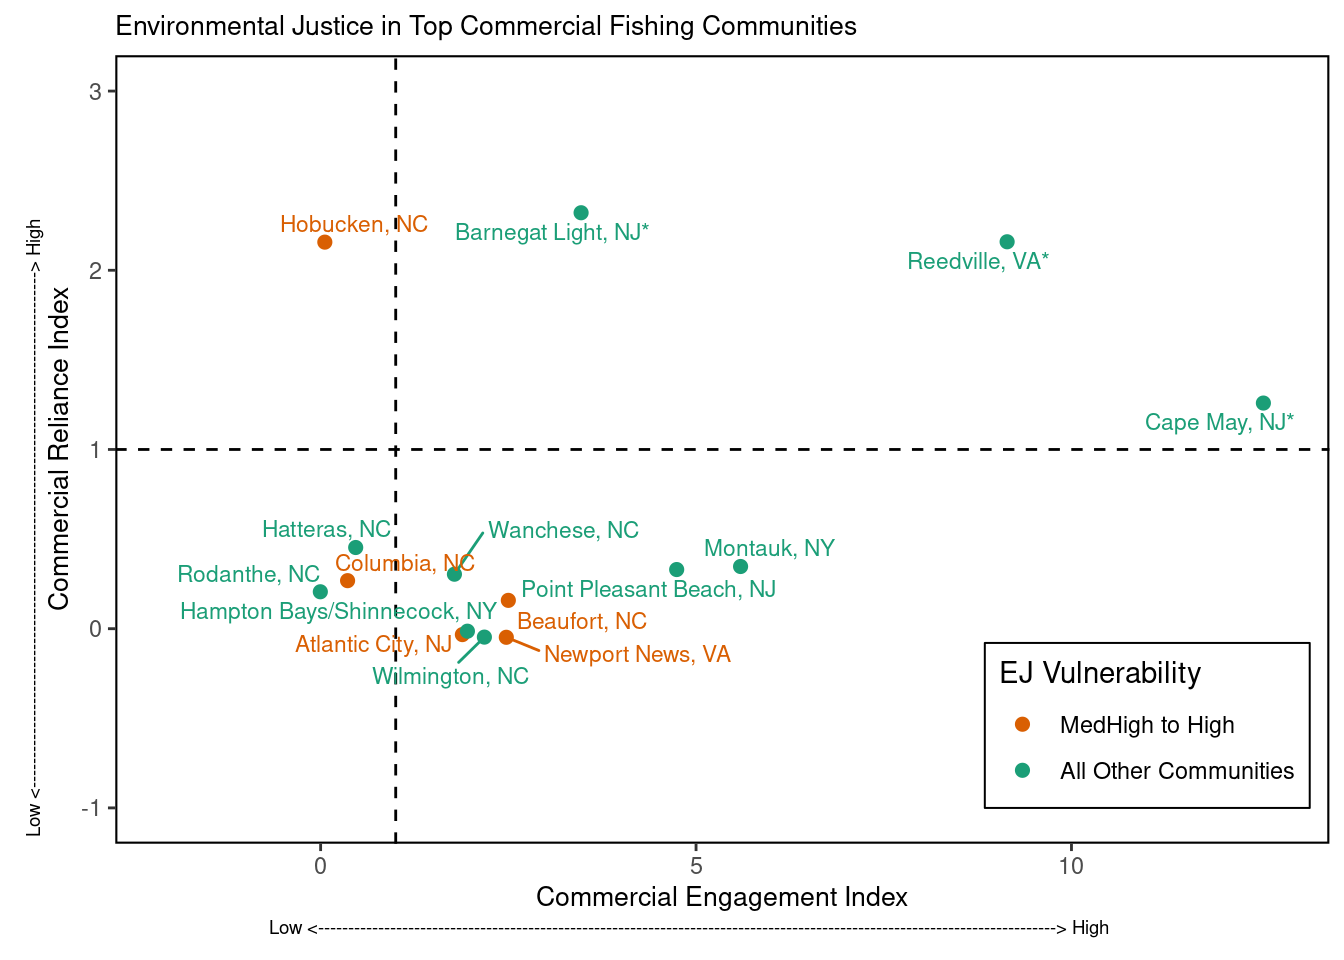 Environmental Justice in Top Commercial Fishing Communities
3
2
1
0
-1
Low <--------------------------------------------------------------------------------------------------> High
Commercial Reliance Index
Hobucken, NC
Barnegat Light, NJ*
Reedville, VA*
Cape May, NJ*
Hatteras, NC
Wanchese, NC
Montauk, NY
Columbia, NC
Rodanthe, NC
Point Pleasant Beach, NJ
Hampton Bays/Shinnecock, NY
Beaufort, NC
Atlantic City, NJ
Newport News, VA
Wilmington, NC
EJ Vulnerability
MedHigh to High
All Other Communities
0
5
10
Commercial Engagement Index
Low <--------------------------------------------------------------------------------------------------------------------------> High